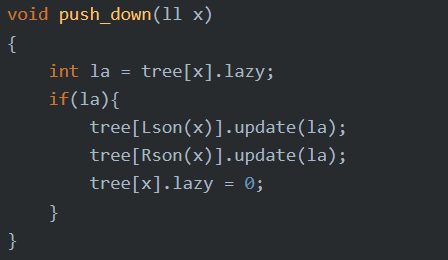 void push_down(ll x)
{
    int la = tree[x].lazy;
    if(la){
        tree[Lson(x)].update(la);
        tree[Rson(x)].update(la);
        tree[x].lazy = 0;
    }
}